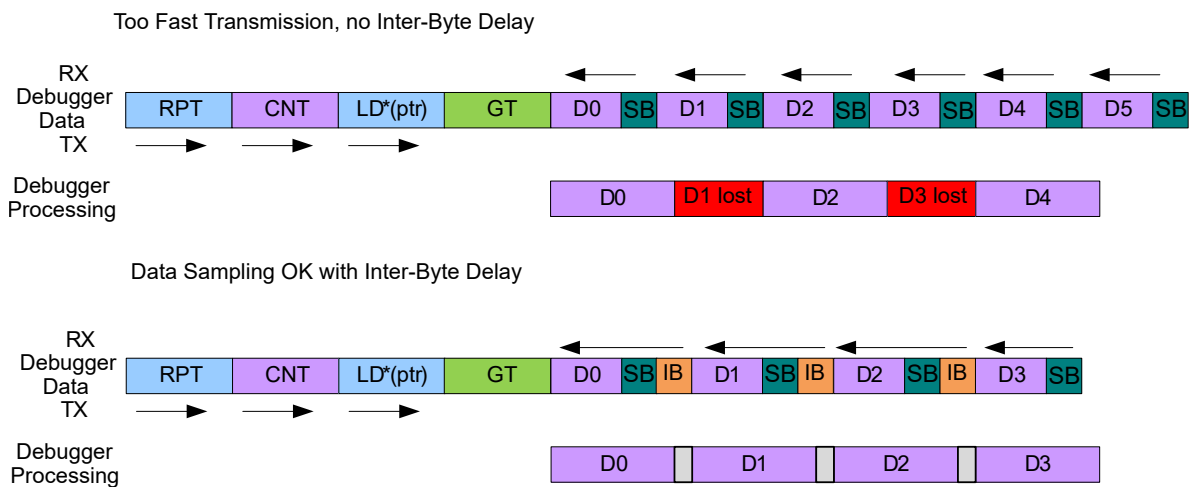 Too Fast Transmission, no Inter-Byte Delay
RX
Debugger
Data
TX
RPT CNT LD*(ptr) GT D0 SB D1 SB D2 SB D3 SB D4 SB D5 SB
Debugger
Processing
D0 D1 lost D2 D3 lost D4
Data Sampling OK with Inter-Byte Delay
RX
Debugger
Data
TX
RPT CNT LD*(ptr) GT D0 SB IB D1 SB IB D2 SB IB D3 SB
Debugger
Processing
D0 D1 D2 D3